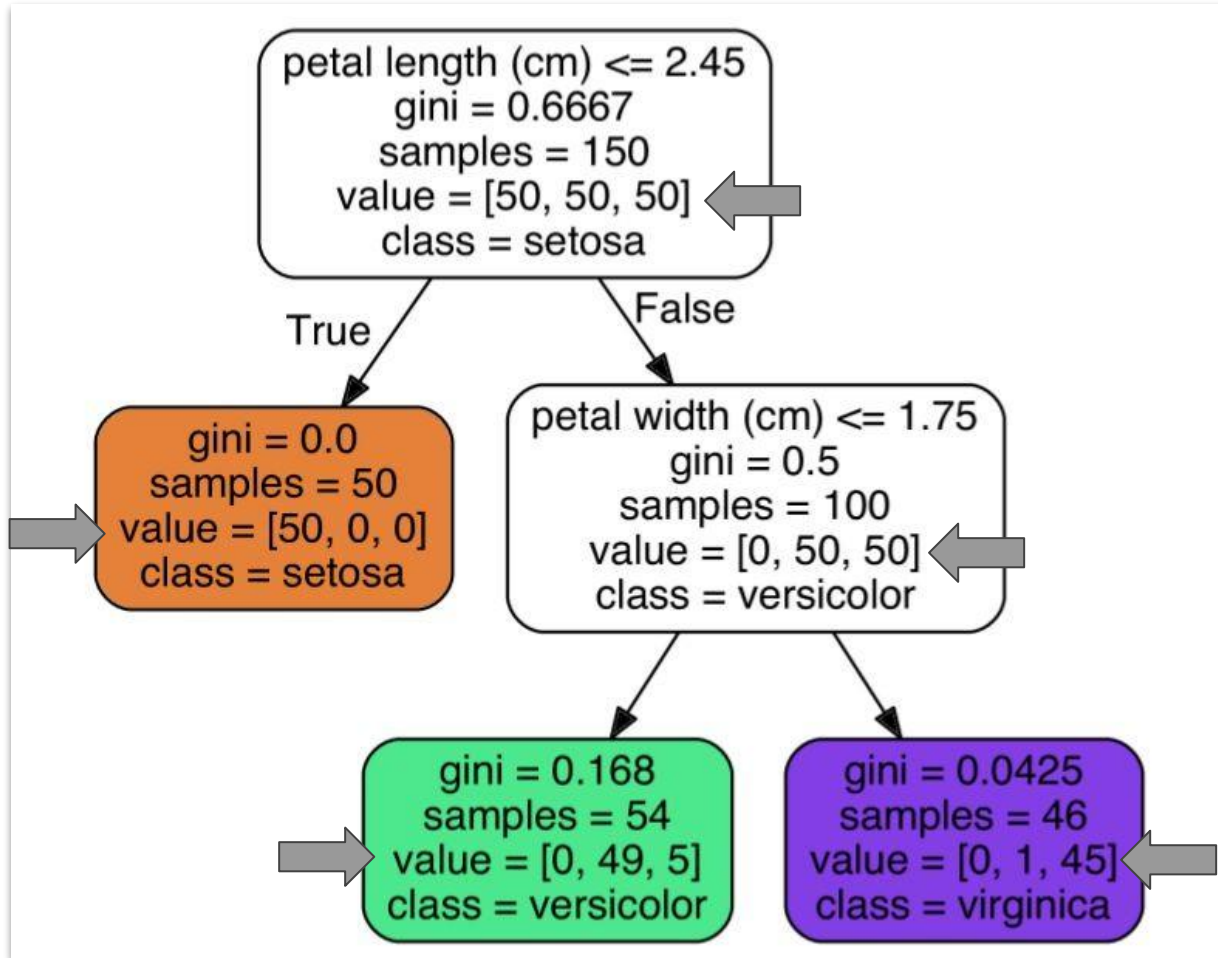 petal length (cm) <= 2.45
gini = 0.6667
samples = 150
value = [50, 50, 50]
class = setosa
True
False
gini = 0.0
samples = 50
value = [50, 0, 0]
class = setosa
petal width (cm) <= 1.75
gini = 0.5
samples = 100
value = [0, 50, 50]
class = versicolor
gini = 0.168
samples = 54
value = [0, 49, 5]
class = versicolor
gini = 0.0425
samples = 46
value = [0, 1, 45]
class = virginica